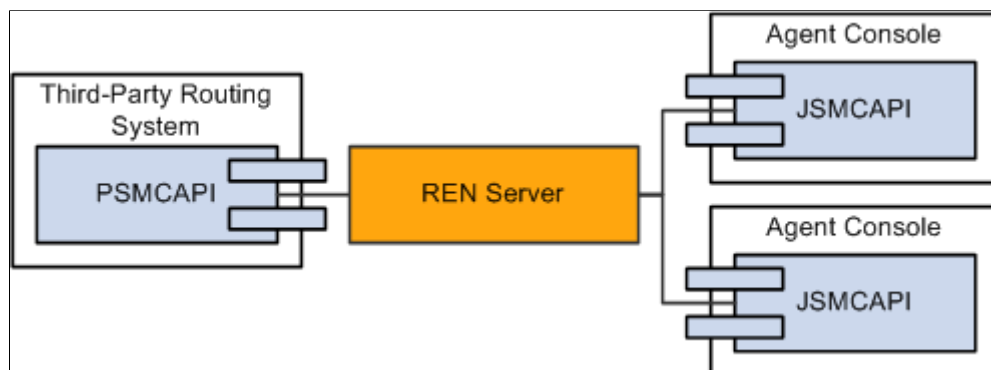 Third-Party Routing
System
PSMCAPI
REN Server
Agent Console
JSMCAPI
Agent Console
JSMCAPI